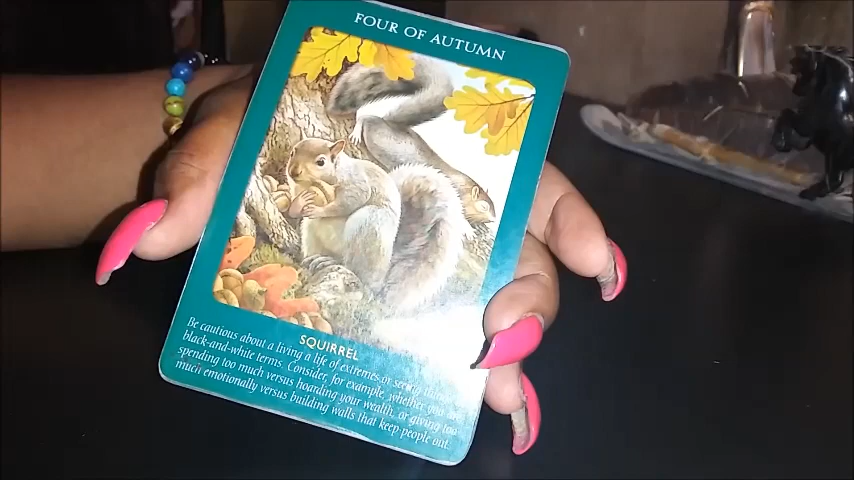 FOUR OF AUTUMN
SQUIRREL
Be cautious about a living a life of extremes or seeing things
black-and-white terms. Consider, for example, whether you are
spending too much versus hoarding your wealth, or giving too
much emotionally versus building walls that keep people out.